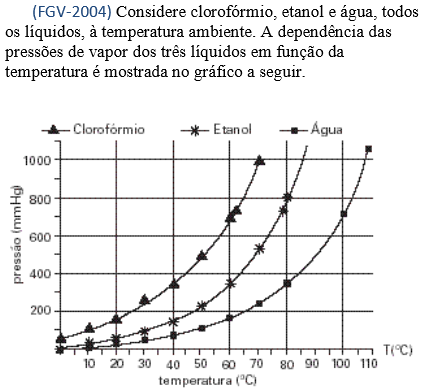 (FGV-2004) Considere clorofórmio, etanol e água, todos
os líquidos, à temperatura ambiente. A dependência das
pressões de vapor dos três líquidos em função da
temperatura é mostrada no gráfico a seguir.
Clorofórmio Etanol Água
1000
800
600
400
200
pressão (mmHg)
10 20 30 40 50 60 70 80 90 100 110 T(ºC)
temperatura (ºC)